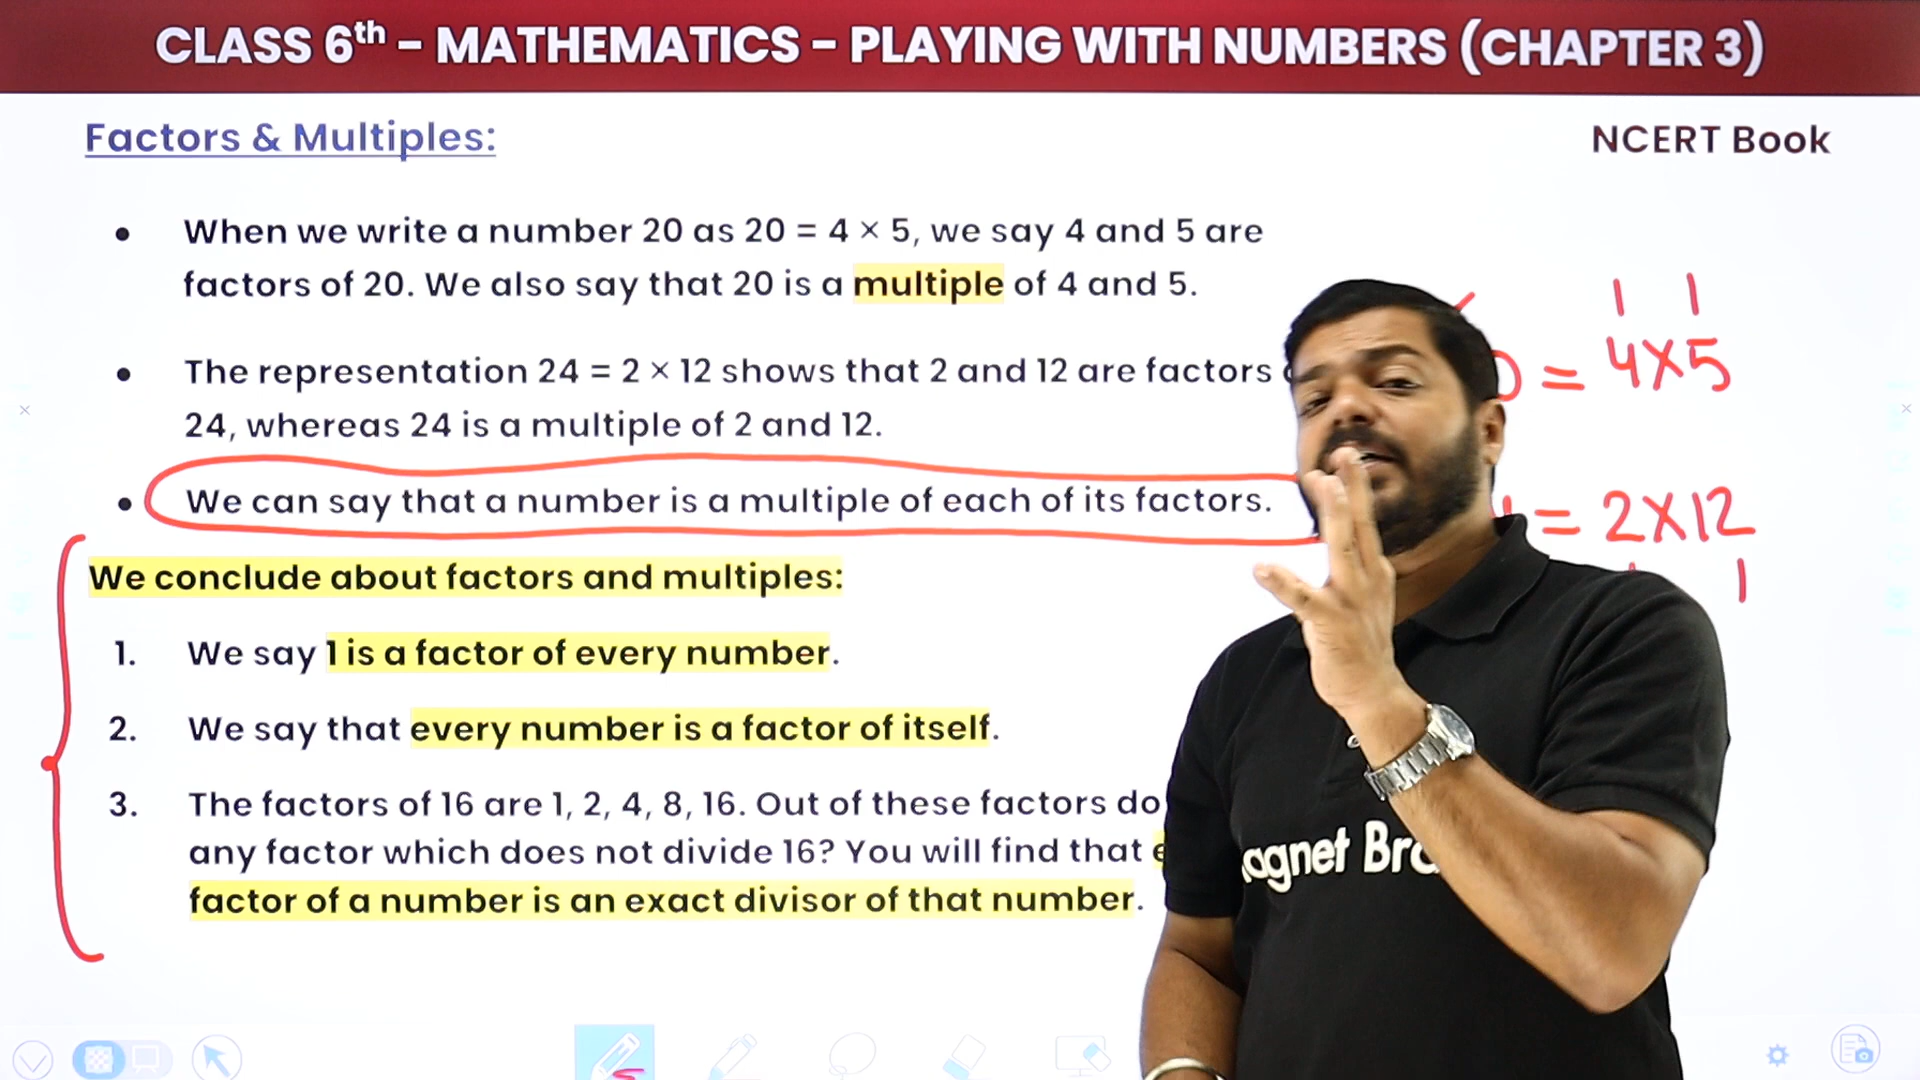 CLASS 6th - MATHEMATICS - PLAYING WITH NUMBERS (CHAPTER 3)
Factors & Multiples:
NCERT Book
• When we write a number 20 as 20 = 4 × 5, we say 4 and 5 are
factors of 20. We also say that 20 is a multiple of 4 and 5.
• The representation 24 = 2 × 12 shows that 2 and 12 are factors
24, whereas 24 is a multiple of 2 and 12.
• We can say that a number is a multiple of each of its factors.
We conclude about factors and multiples:
1. We say 1 is a factor of every number.
2. We say that every number is a factor of itself.
3. The factors of 16 are 1, 2, 4, 8, 16. Out of these factors do
any factor which does not divide 16? You will find that
factor of a number is an exact divisor of that number.
= 4×5
= 2×12
agnet Bra